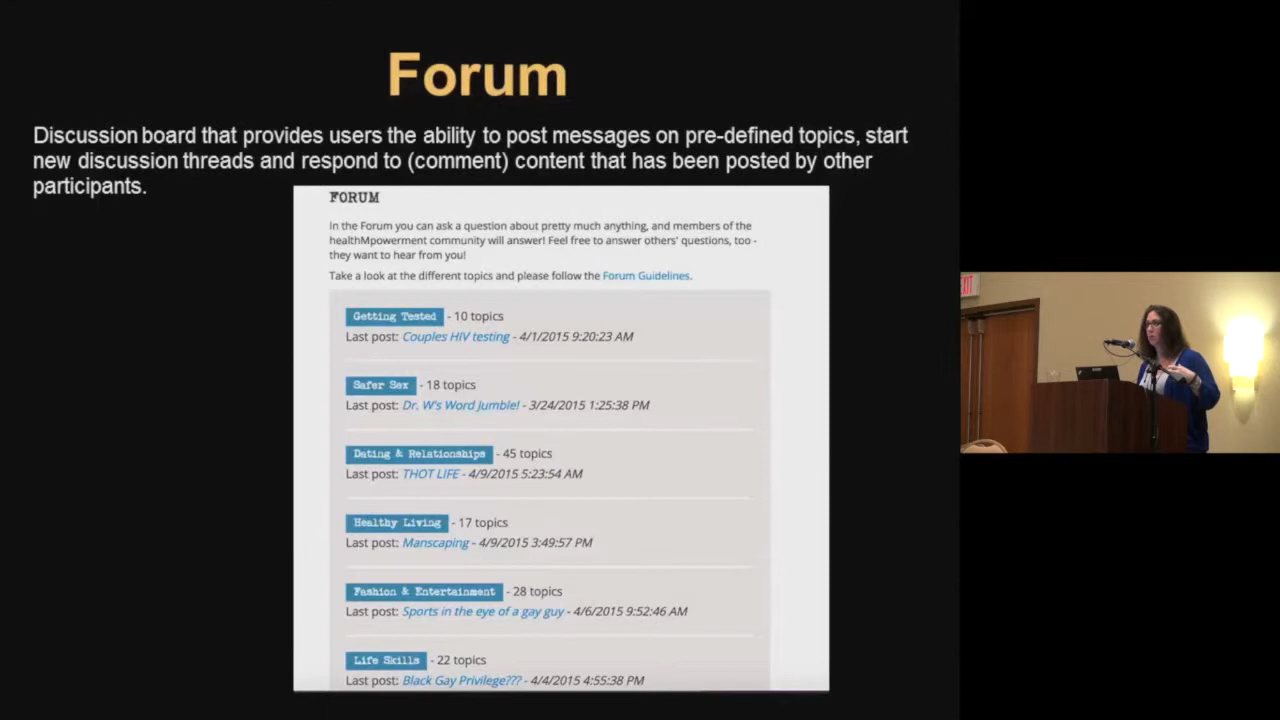 Forum
Discussion board that provides users the ability to post messages on pre-defined topics, start
new discussion threads and respond to (comment) content that has been posted by other
participants.
FORUM
In the Forum you can ask a question about pretty much anything, and members of the
healthMpowerment community will answer! Feel free to answer others' questions, too -
they want to hear from you!
Take a look at the different topics and please follow the Forum Guidelines.
Getting Tested - 10 topics
Last post: Couples HIV testing - 4/1/2015 9:20:23 AM
Safer Sex - 18 topics
Last post: Dr. W's Word Jumble! - 3/24/2015 1:25:38 PM
Dating & Relationships - 45 topics
Last post: THOT LIFE - 4/9/2015 5:23:54 AM
Healthy Living - 17 topics
Last post: Manscaping - 4/9/2015 3:49:57 PM
Fashion & Entertainment - 28 topics
Last post: Sports in the eye of a gay guy - 4/6/2015 9:52:46 AM
Life Skills - 22 topics
Last post: Black Gay Privilege??? - 4/4/2015 4:55:38 PM